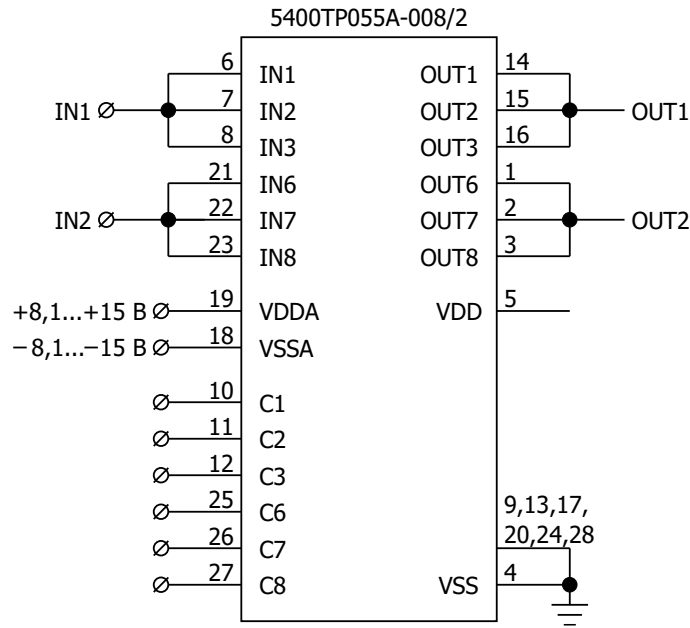 5400TP055A-008/2
6 IN1 OUT1 14
IN1 7 IN2 OUT2 15 OUT1
8 IN3 OUT3 16
21 IN6 OUT6 1
IN2 22 IN7 OUT7 2 OUT2
23 IN8 OUT8 3
+8,1...+15 В 19 VDDA VDD 5
−8,1...−15 В 18 VSSA
10 C1
11 C2
12 C3
25 C6 9,13,17,
26 C7 20,24,28
27 C8 VSS 4